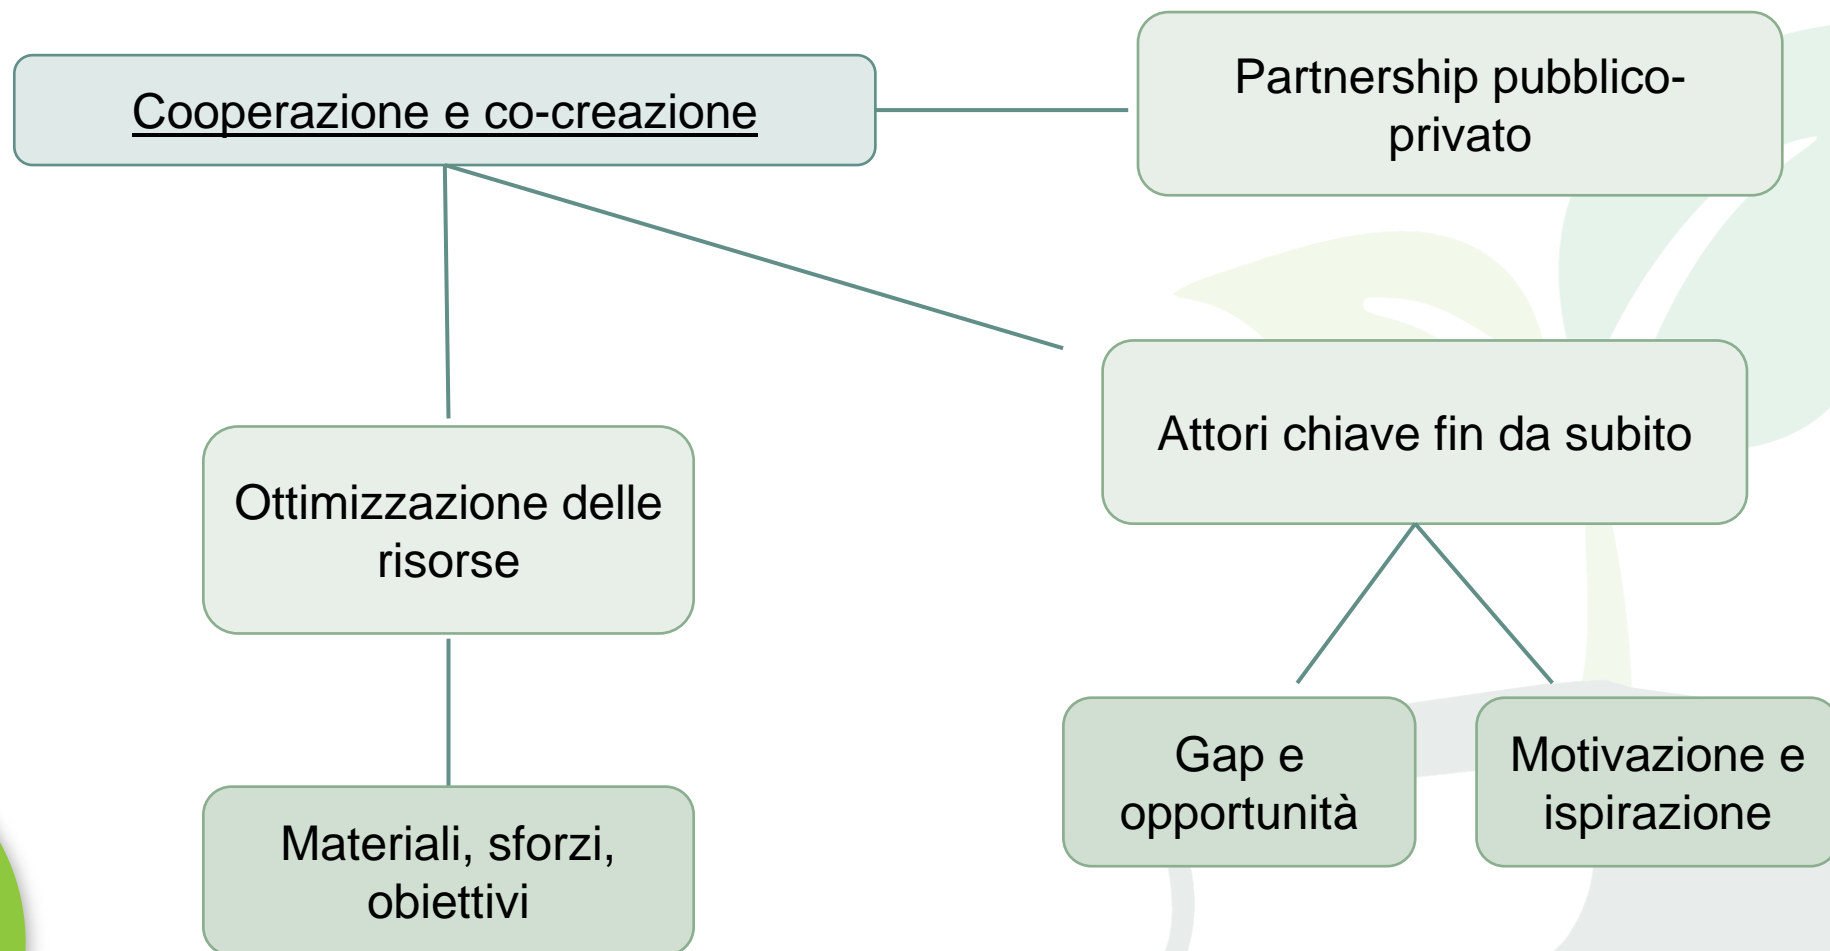 Cooperazione e co-creazione
Partnership pubblico-
privato
Attori chiave fin da subito
Ottimizzazione delle
risorse
Gap e
opportunità
Motivazione e
ispirazione
Materiali, sforzi,
obiettivi